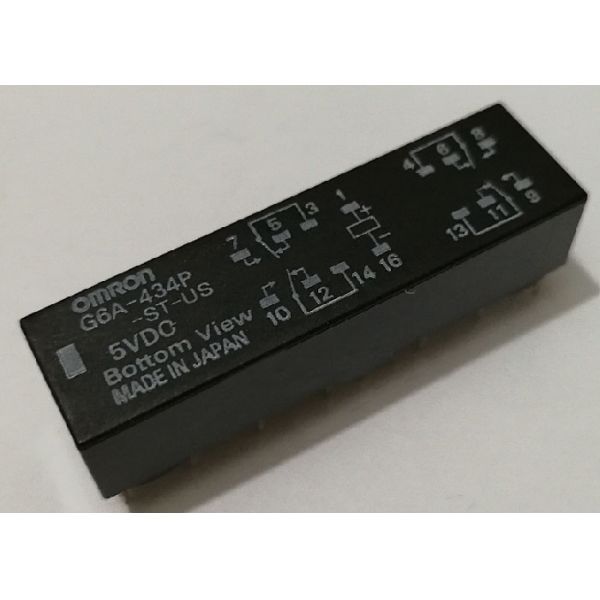 OMRON
G6A-434P
-ST-US
5VDC
Bottom View
MADE IN JAPAN
7 5 3 1 4 6 8
+
-
10 12 14 16 13 11 9